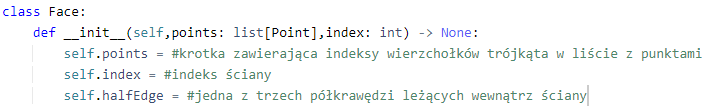 class Face:
    def __init__(self,points: list[Point],index: int) -> None:
        self.points = #krotka zawierająca indeksy wierzchołków trójkąta w liście z punktami
        self.index = #indeks ściany
        self.halfEdge = #jedna z trzech półkrawędzi leżących wewnątrz ściany